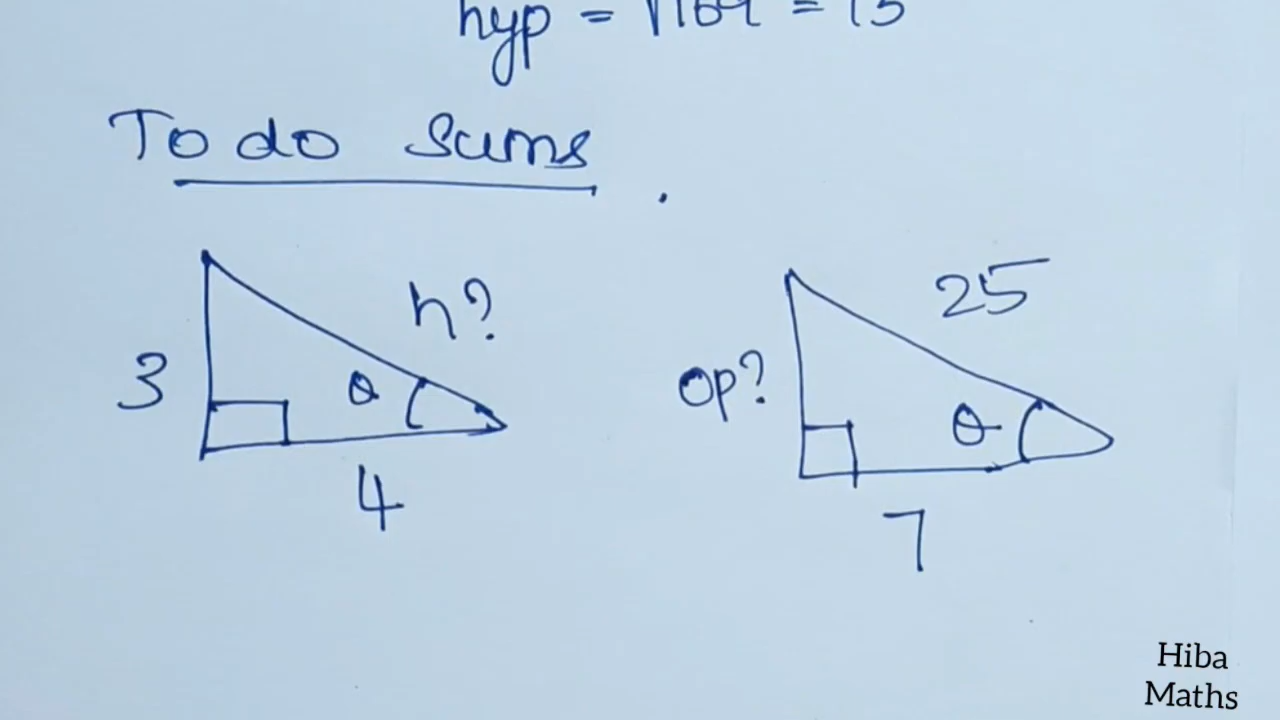 hyp = √169 = 13
To do Sums
h?
3
θ
4
25
op?
θ
7
Hiba
Maths